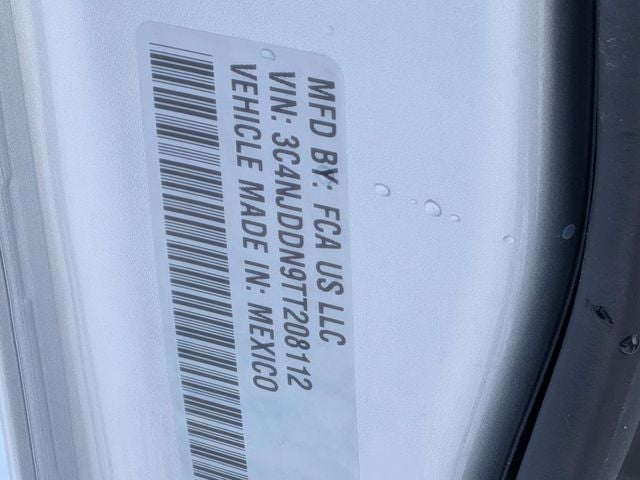 MFD BY: FCA US LLC
VIN: 3C4NJDDN9TT208112
VEHICLE MADE IN: MEXICO